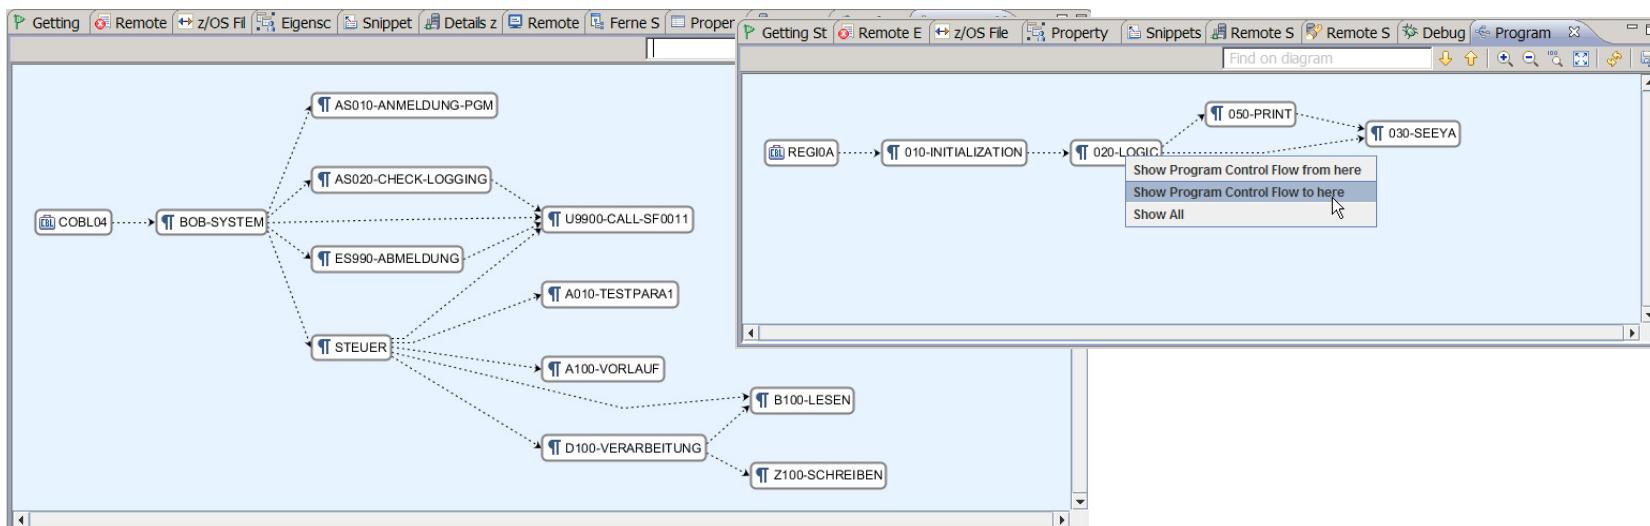 Getting
Remote
z/OS Fil
Eigensc
Snippet
Details z
Remote
Ferne S
Proper
AS010-ANMELDUNG-PGM
AS020-CHECK-LOGGING
COBL04
BOB-SYSTEM
U9900-CALL-SF0011
ES990-ABMELDUNG
A010-TESTPARA1
STEUER
A100-VORLAUF
B100-LESEN
D100-VERARBEITUNG
Z100-SCHREIBEN
Getting St
Remote E
z/OS File
Property
Snippets
Remote S
Remote S
Debug
Program
Find on diagram
050-PRINT
030-SEEYA
REGI0A
010-INITIALIZATION
020-LOGIC
Show Program Control Flow from here
Show Program Control Flow to here
Show All